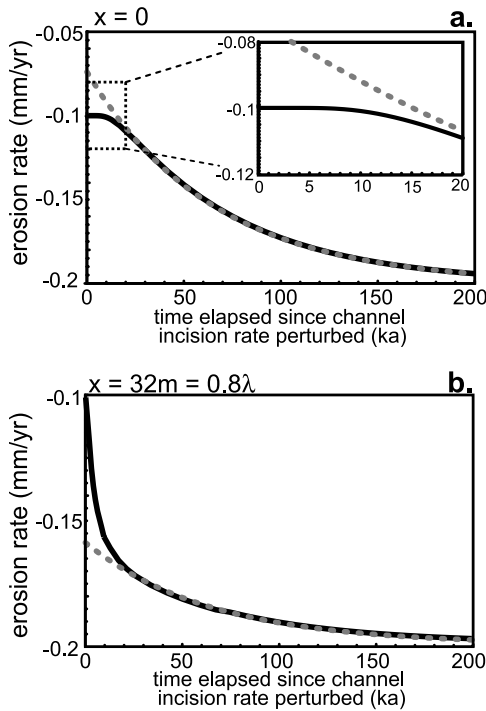 x = 0
a.
-0.05
-0.1
-0.15
-0.2
erosion rate (mm/yr)
-0.08
-0.1
-0.12
0 5 10 15 20
0 50 100 150 200
time elapsed since channel
incision rate perturbed (ka)
x = 32m = 0.8λ
b.
-0.1
-0.15
-0.2
erosion rate (mm/yr)
0 50 100 150 200
time elapsed since channel
incision rate perturbed (ka)